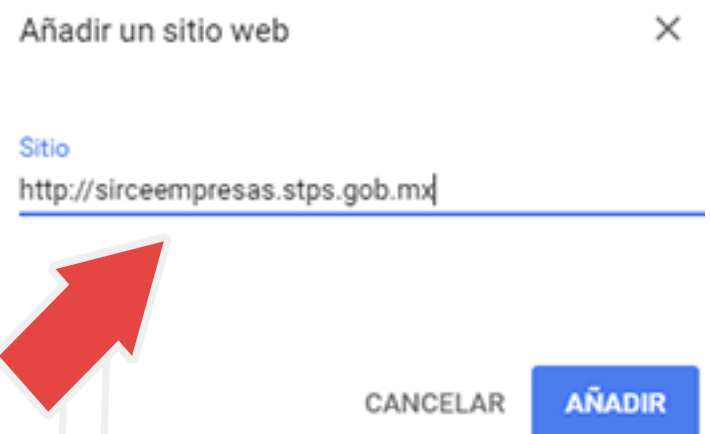 Añadir un sitio web
Sitio
http://sirceempresas.stps.gob.mx
CANCELAR AÑADIR